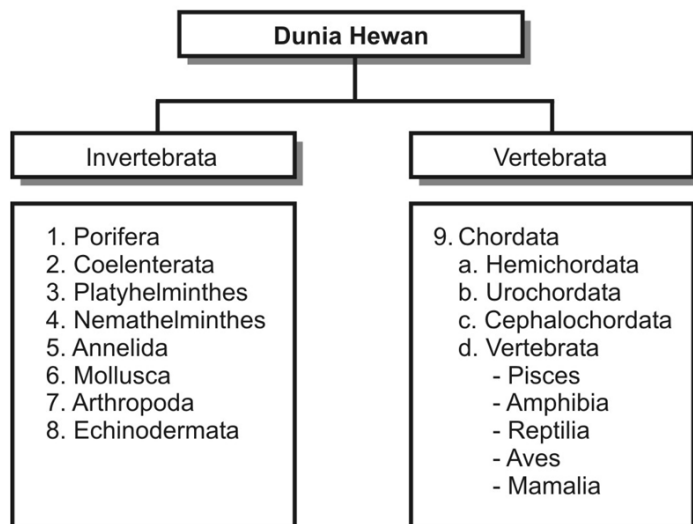 Dunia Hewan
Invertebrata
1. Porifera
2. Coelenterata
3. Platyhelminthes
4. Nemathelminthes
5. Annelida
6. Mollusca
7. Arthropoda
8. Echinodermata
Vertebrata
9. Chordata
a. Hemichordata
b. Urochordata
c. Cephalochordata
d. Vertebrata
- Pisces
- Amphibia
- Reptilia
- Aves
- Mamalia